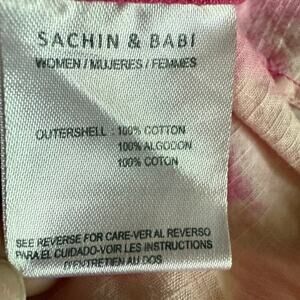 SACHIN & BABI
WOMEN / MUJERES / FEMMES
OUTERSHELL : 100% COTTON
100% ALGODON
100% COTON
SEE REVERSE FOR CARE-VER AL REVERSO
PARA EL CUIDADO-VOIR LES INSTRUCTIONS
D'ENTRETIEN AU DOS